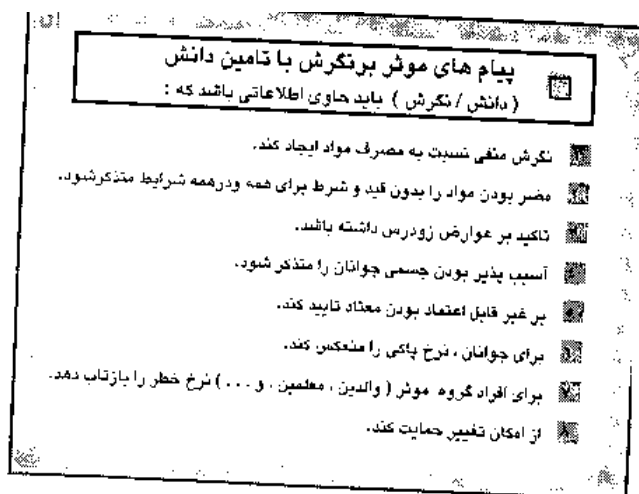 پیام های موثر برنگرش با تامین دانش
( دانش / نگرش ) باید حاوی اطلاعاتی باشد که :
نگرش منفی نسبت به مصرف مواد ایجاد کند.
مضر بودن مواد را بدون قید و شرط برای همه ودرهمه شرایط متذکرشود.
تاکید بر عوارض زودرس داشته باشد.
آسیب پذیر بودن جسمی جوانان را متذکر شود.
بر غیر قابل اعتماد بودن معتاد تایید کند.
برای جوانان ، نرخ پاکی را منعکس کند.
برای افراد گروه موثر ( والدین ، معلمین ، و . . . ) نرخ خطر را بازتاب دهد.
از امکان تغییر حمایت کند.